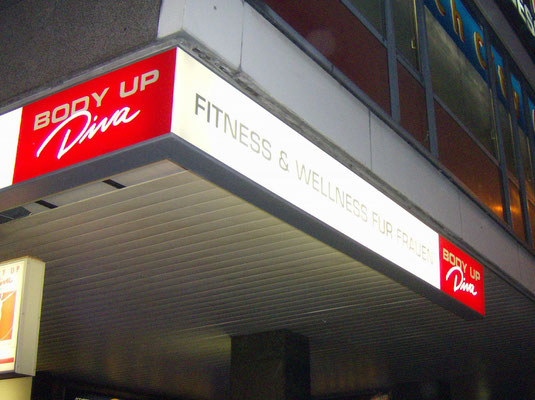 BODY UP
Diva
FITNESS & WELLNESS FÜR FRAUEN
BODY UP
Diva